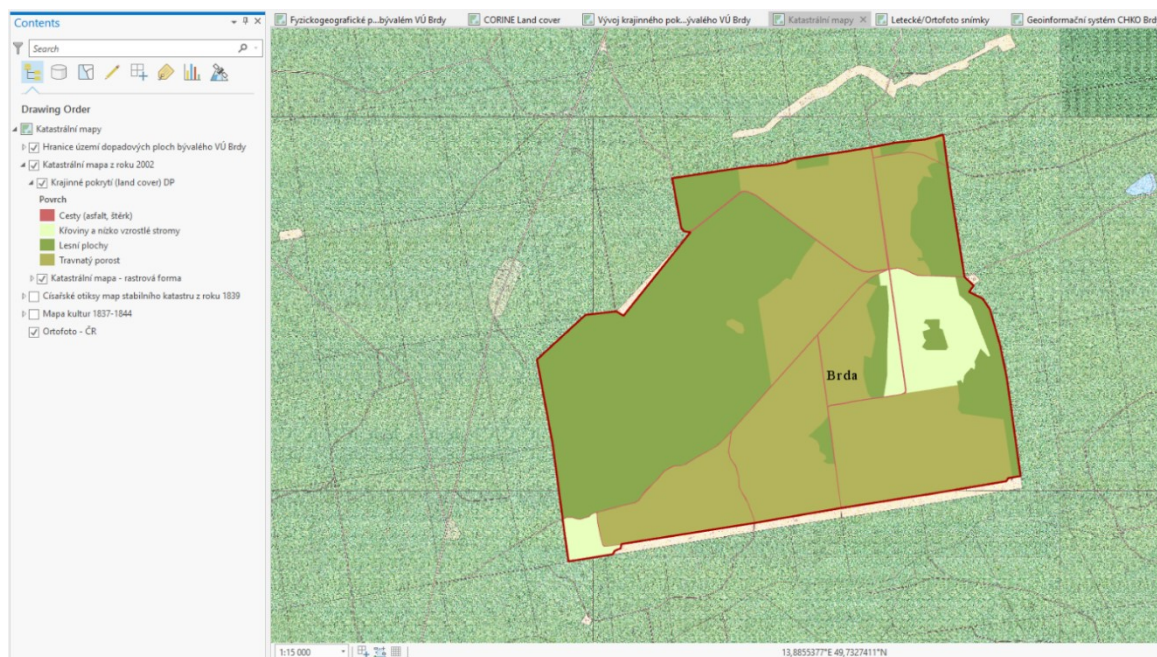 Contents
Fyzickogeografické p...bývalém VÚ Brdy
CORINE Land cover
Vývoj krajinného pok...ývalého VÚ Brdy
Katastrální mapy
Letecké/Ortofoto snímky
Geoinformační systém CHKO Brd
Search
Drawing Order
Katastrální mapy
Hranice území dopadových ploch bývalého VÚ Brdy
Katastrální mapa z roku 2002
Krajinné pokrytí (land cover) DP
Povrch
Cesty (asfalt, štěrk)
Křoviny a nízko vzrostlé stromy
Lesní plochy
Travnatý porost
Katastrální mapa - rastrová forma
Císařské otiksy map stabilního katastru z roku 1839
Mapa kultur 1837-1844
Ortofoto - ČR
Brda
1:15 000
13,8855377°E 49,7327411°N